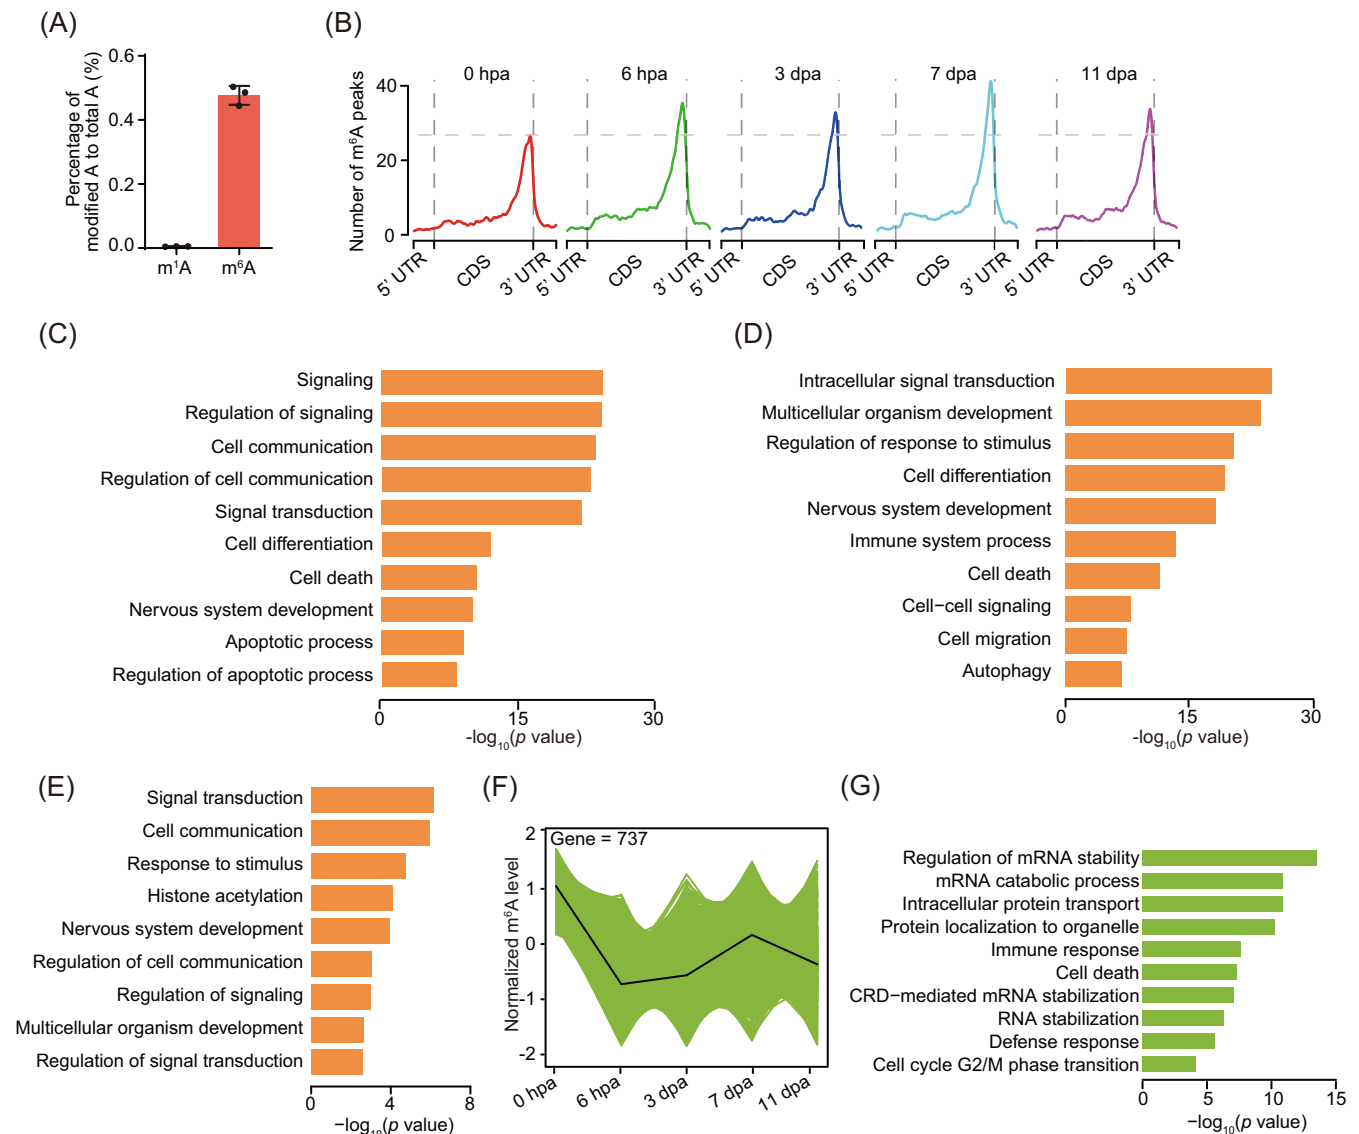 (A)
Percentage of
modified A to total A (%)
0.6
0.4
0.2
0.0
m¹A
m⁶A
(B)
Number of m⁶A peaks
40
20
0
0 hpa
6 hpa
3 dpa
7 dpa
11 dpa
5' UTR
CDS
3' UTR
5' UTR
CDS
3' UTR
5' UTR
CDS
3' UTR
5' UTR
CDS
3' UTR
5' UTR
CDS
3' UTR
(C)
Signaling
Regulation of signaling
Cell communication
Regulation of cell communication
Signal transduction
Cell differentiation
Cell death
Nervous system development
Apoptotic process
Regulation of apoptotic process
0
15
30
-log₁₀(p value)
(D)
Intracellular signal transduction
Multicellular organism development
Regulation of response to stimulus
Cell differentiation
Nervous system development
Immune system process
Cell death
Cell−cell signaling
Cell migration
Autophagy
0
15
30
-log₁₀(p value)
(E)
Signal transduction
Cell communication
Response to stimulus
Histone acetylation
Nervous system development
Regulation of cell communication
Regulation of signaling
Multicellular organism development
Regulation of signal transduction
0
4
8
−log₁₀(p value)
(F)
Gene = 737
Normalized m⁶A level
2
1
0
-1
-2
0 hpa
6 hpa
3 dpa
7 dpa
11 dpa
(G)
Regulation of mRNA stability
mRNA catabolic process
Intracellular protein transport
Protein localization to organelle
Immune response
Cell death
CRD−mediated mRNA stabilization
RNA stabilization
Defense response
Cell cycle G2/M phase transition
0
5
10
15
−log₁₀(p value)